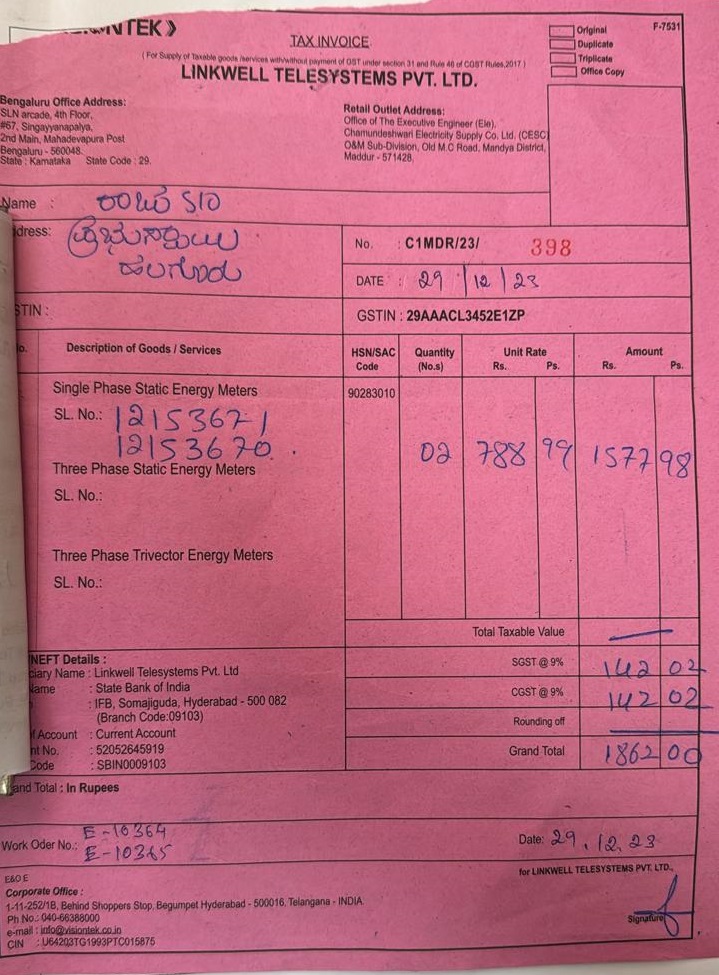 NTEK
TAX INVOICE
( For Supply of Taxable goods /services with/without payment of GST under section 31 and Rule 46 of CGST Rules,2017 )
LINKWELL TELESYSTEMS PVT. LTD.
Original
Duplicate
Triplicate
Office Copy
F-7531
Bengaluru Office Address:
SLN arcade, 4th Floor,
#67, Singayyanapalya,
2nd Main, Mahadevapura Post
Bengaluru - 560048.
State : Karnataka State Code : 29.
Retail Outlet Address:
Office of The Executive Engineer (Ele),
Chamundeshwari Electricity Supply Co. Ltd. (CESC)
O&M Sub-Division, Old M.C Road, Mandya District,
Maddur - 571428.
Name : S/O
dress:
ಹಲಗೂರು
No. : C1MDR/23/ 398
DATE : 29/12/23
STIN :
GSTIN : 29AAACL3452E1ZP
o. Description of Goods / Services HSN/SAC Code Quantity (No.s) Unit Rate Rs. Ps. Amount Rs. Ps.
Single Phase Static Energy Meters 90283010
SL. No.: 12153671
12153670 . 02 788 99 1577 98
Three Phase Static Energy Meters
SL. No.:
Three Phase Trivector Energy Meters
SL. No.:
Total Taxable Value
NEFT Details :
ciary Name : Linkwell Telesystems Pvt. Ltd
ame : State Bank of India
: IFB, Somajiguda, Hyderabad - 500 082
(Branch Code:09103)
f Account : Current Account
nt No. : 52052645919
Code : SBIN0009103
SGST @ 9% 142 02
CGST @ 9% 142 02
Rounding off
Grand Total 1862 00
and Total : In Rupees
Work Oder No.: E-10364
E-10365
Date: 29.12.23
E&O E
for LINKWELL TELESYSTEMS PVT. LTD.,
Corporate Office :
1-11-252/1B, Behind Shoppers Stop, Begumpet Hyderabad - 500016, Telangana - INDIA.
Ph No.: 040-66388000
e-mail : info@visiontek.co.in
CIN : U64203TG1993PTC015875
Signature